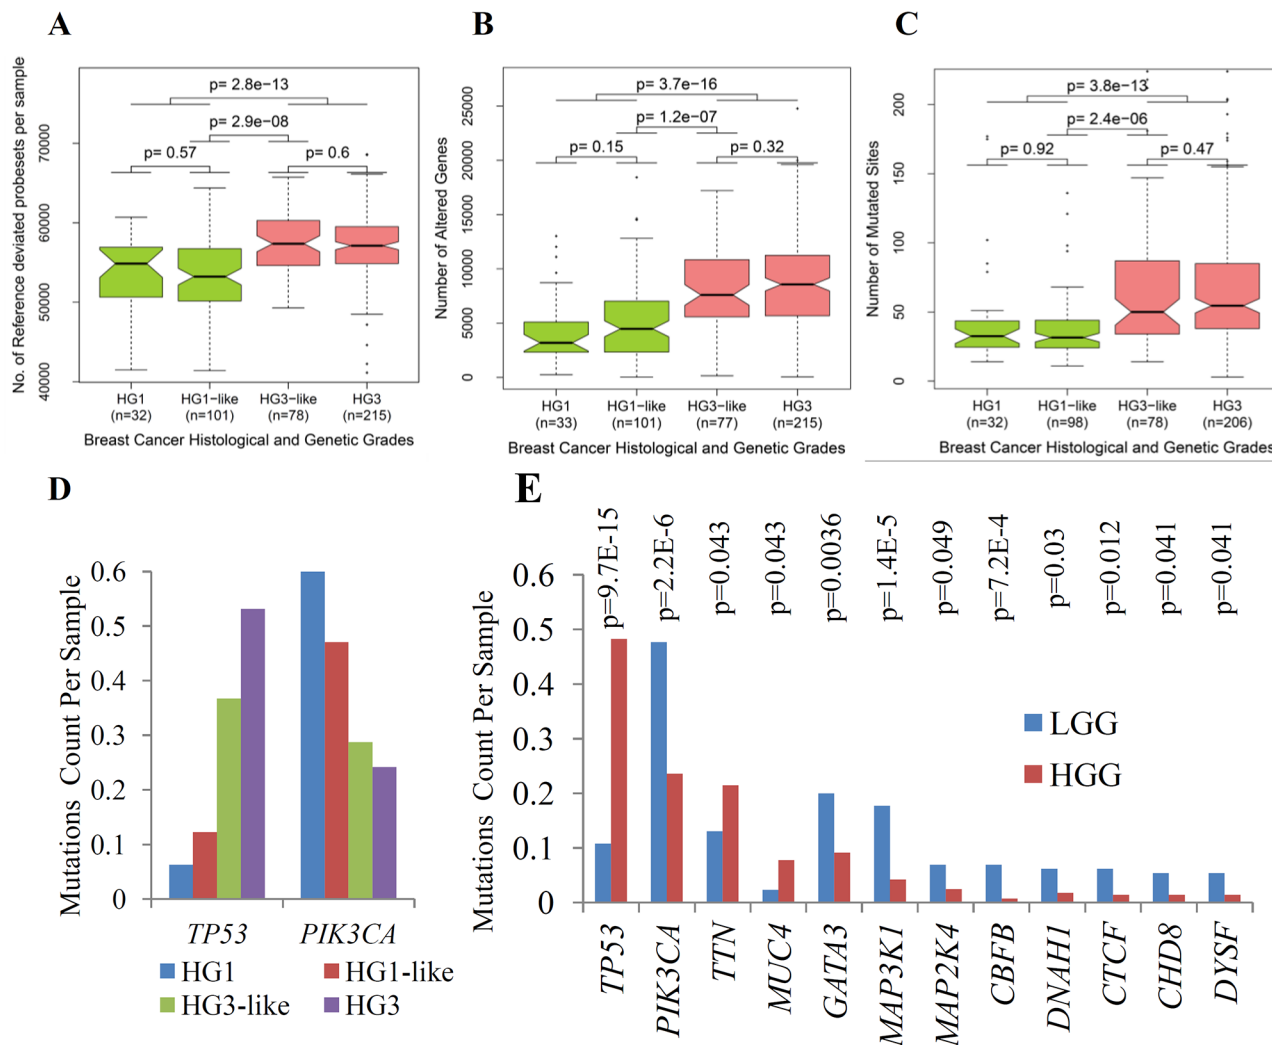 A
No. of Reference deviated probesets per sample
40000
50000
60000
70000
p= 2.8e−13
p= 2.9e−08
p= 0.57
p= 0.6
HG1
(n=32)
HG1−like
(n=101)
HG3−like
(n=78)
HG3
(n=215)
Breast Cancer Histological and Genetic Grades
B
Number of Altered Genes
0
5000
10000
15000
20000
25000
p= 3.7e−16
p= 1.2e−07
p= 0.15
p= 0.32
HG1
(n=33)
HG1−like
(n=101)
HG3−like
(n=77)
HG3
(n=215)
Breast Cancer Histological and Genetic Grades
C
Number of Mutated Sites
0
50
100
150
200
p= 3.8e−13
p= 2.4e−06
p= 0.92
p= 0.47
HG1
(n=32)
HG1−like
(n=98)
HG3−like
(n=78)
HG3
(n=206)
Breast Cancer Histological and Genetic Grades
D
Mutations Count Per Sample
0.6
0.5
0.4
0.3
0.2
0.1
0
TP53
PIK3CA
HG1
HG1-like
HG3-like
HG3
E
Mutations Count Per Sample
0.6
0.5
0.4
0.3
0.2
0.1
0
p=9.7E-15
p=2.2E-6
p=0.043
p=0.043
p=0.0036
p=1.4E-5
p=0.049
p=7.2E-4
p=0.03
p=0.012
p=0.041
p=0.041
LGG
HGG
TP53
PIK3CA
TTN
MUC4
GATA3
MAP3K1
MAP2K4
CBFB
DNAH1
CTCF
CHD8
DYSF